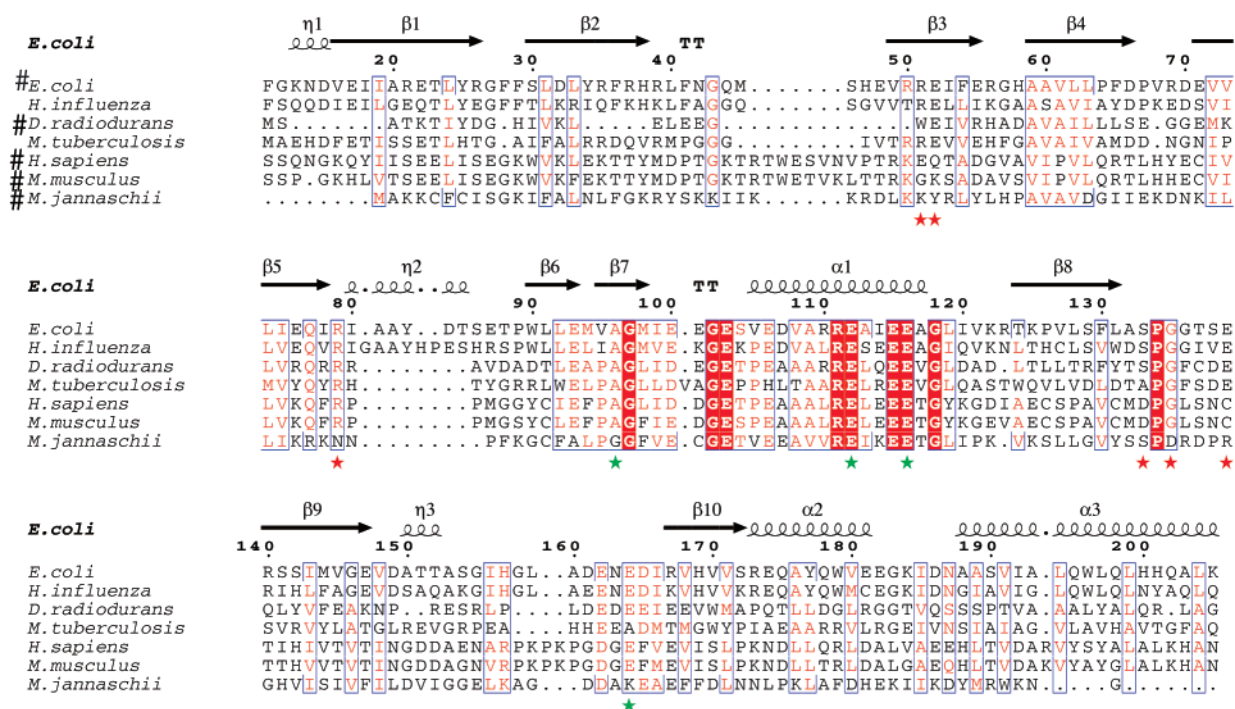 η1 β1 β2 β3 β4
E.coli TT
20 30 40 50 60 70
#E.coli FGKNDVEIIARETLYRGFFSLDLYRFRHRLFNGQM.......SHEVRREIFERGHAAVLLPFDPVRDEVV
H.influenza FSQQDIEILGEQTLYEGFFTLKRIQFKHKLFAGGQ.......SGVVTRELLIKGAASAVIAYDPKEDSVI
#D.radiodurans MS......ATKTIYDG.HIVKL.....ELEEG..............WEIVRHADAVAILLLSE.GGEMK
M.tuberculosis MAEHDFETISSELLHTG.AIFALRRDQVRMPGGG........IVTRREVVEHFGAVAIVAMDD.NGNIP
#H.sapiens SSQNGKQYIISEELISEGKWVKLEKTTYMDPTGKTRTWESVNVPTRKEQTADGVAVIPVLQRTLHYECIV
#M.musculus SSP.GKHLVTSEELISEGKWVKFEKTTYMDPTGKTRTWETVKLTTRKGKSADAVSVIPVLQRTLHHECVI
#M.jannaschii ........MAKKCFCISGKIFALNLFGKRYSKKIIK......KRDLKKYRLYLHPAVAVDGIIEKDNKIL
β5 η2 β6 β7 α1 β8
E.coli TT
80 90 100 110 120 130
E.coli LIEQIRI.AAY.DTSETPWLLEMVAGMIE.EGESVEDVARREAIEEAGLIVKRTKPVLSFLASPGGTSE
H.influenza LVEQVRIGAAYHPESHRSPWLLELIAGMVE.KGEKPEDVALRESEEEAGIQVKNLTHCLSVWDSPGGIVE
D.radiodurans LVRQRRR.........AVDADTLEAPAGLID.EGETPEAAARRELQEEVGLDAD.LTLLTRFYTSPGFCDE
M.tuberculosis MVYQYRH.........TYGRRLWELPAGLLDVAGEPPHLTAARELREEVGLQASTWQVLVDLDTAPGFSDE
H.sapiens LVKQFRP.........PMGGYCIEFPAGLID.DGETPEAAALRELEEETGYKGDIAECSPAVCMDPGLSNC
M.musculus LVKQFRP.........PMGSYCLEFPAGFIE.DGESPEAAALRELEEETGYKGEVAECSPAVCMDPGLSNC
M.jannaschii LIKRKNN.........PFKGCFALPGGFVE.CGETVEEAVVREIKEETGLIPK.VKSLLGVYSSPDRDPR
β9 η3 β10 α2 α3
E.coli
140 150 160 170 180 190 200
E.coli RSSIMVGEVDATTASGIHGL..ADENEDIRVHVVSREQAYQWVEEGKIDNAASVIA.LQWLQLHHQALK
H.influenza RIHLFAGEVDSAQAKGIHGL..AEENEDIKVHVVKREQAYQWMCEGKIDNGIAVIG.LQWLQLNYAQLQ
D.radiodurans QLYVFEAKNP..RESRLP....LDEDEEIEEVWMAPQTLLDGLRGGTVQSSSPTVA.AALYALQR.LAG
M.tuberculosis SVRVYLATGLREVGRPEA....HHEEADMTMGWYPIAEAARRVLRGEIVNSIAIAG.VLAVHAVTGFAQ
H.sapiens TIHIVTVTINGDDAENARPKPKPGDGEFVEVISLPKNDLLQRLDALVAEEHLTVDARVYSYALALKHAN
M.musculus TTHVVTVTINGDDAGNVRPKPKPGDGEFMEVISLPKNDLLTRLDALGAEQHLTVDAKVYAYGLALKHAN
M.jannaschii GHVISIVFILDVIGGELKAG...DDAKEAEFFDLNNLPKLAFDHEKIIKDYMRWKN....G......